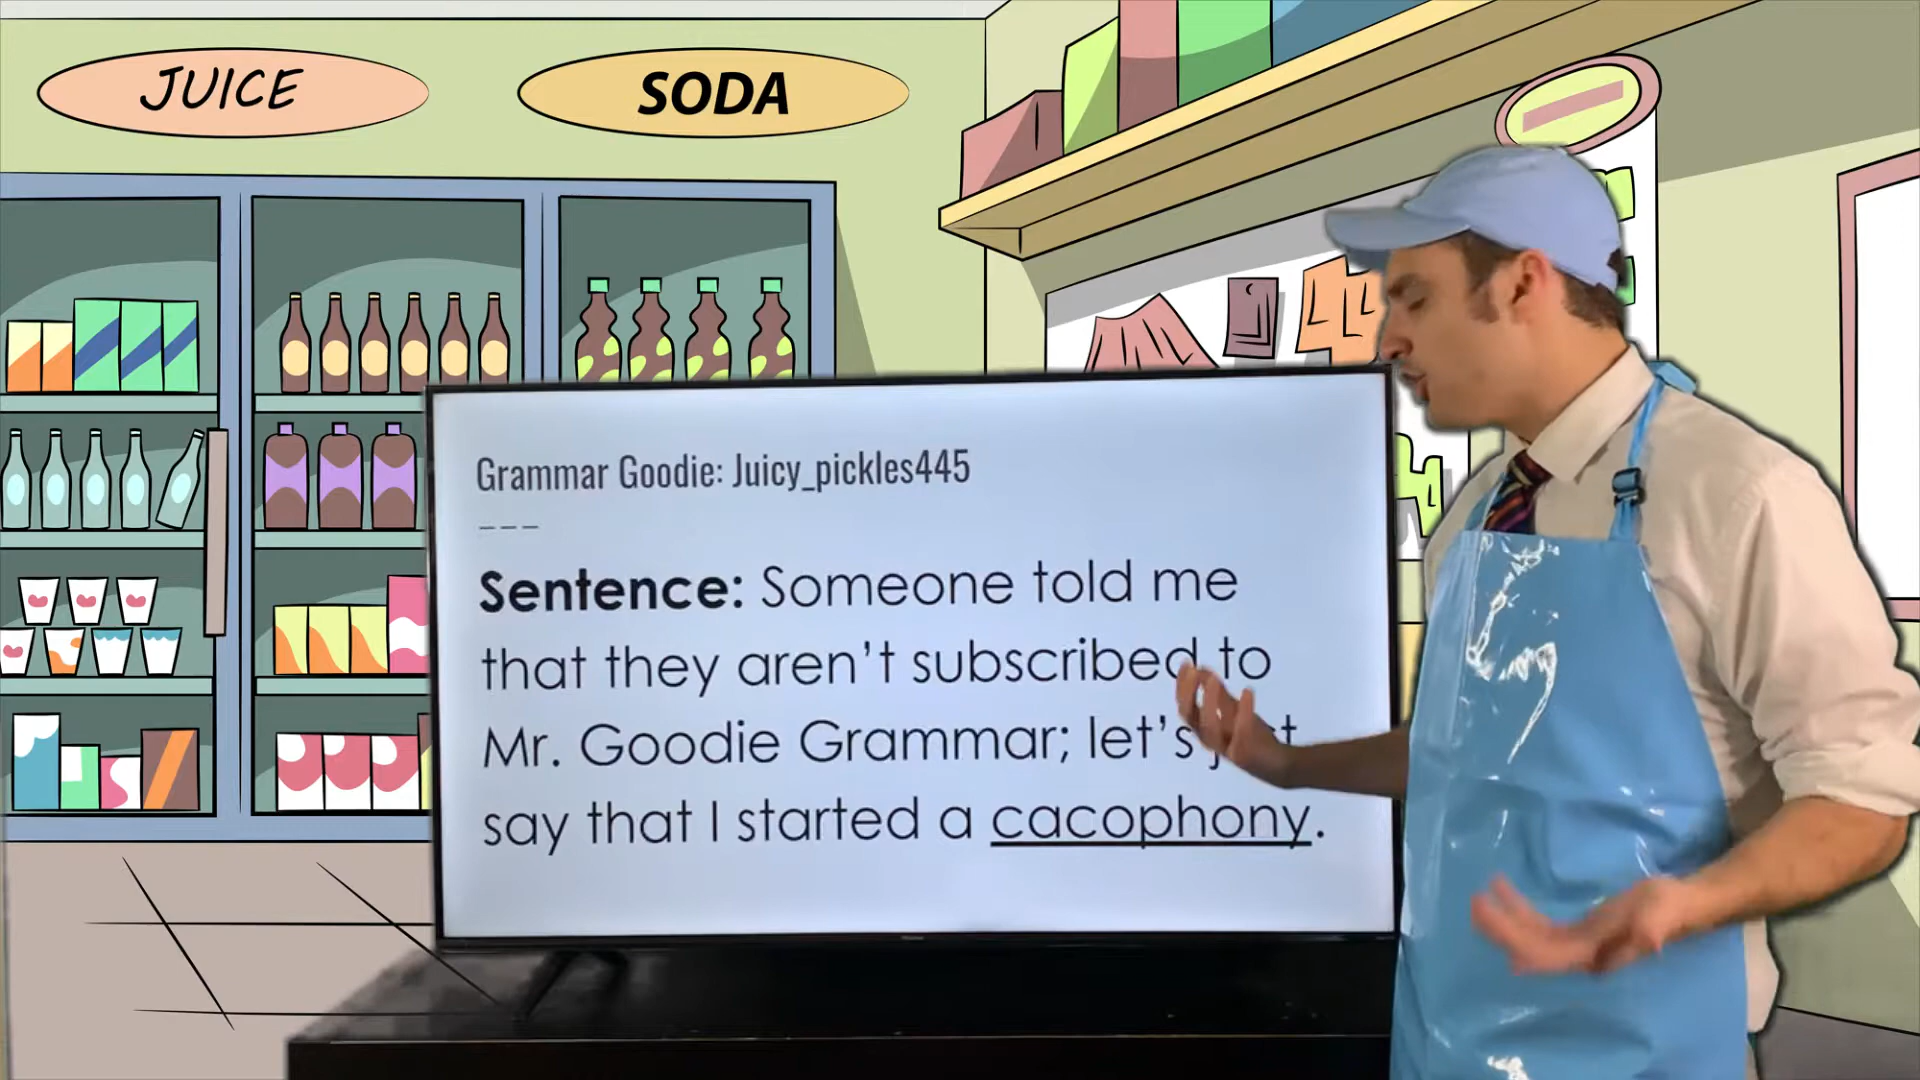 JUICE
SODA
Grammar Goodie: Juicy_pickles445
---
Sentence: Someone told me
that they aren't subscribed to
Mr. Goodie Grammar; let's just
say that I started a cacophony.